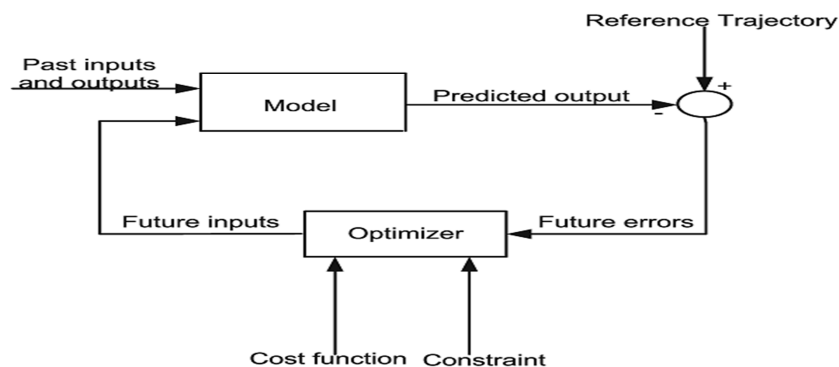 Reference Trajectory
Past inputs
and outputs
Model
Predicted output
+
-
Future inputs
Optimizer
Future errors
Cost function
Constraint